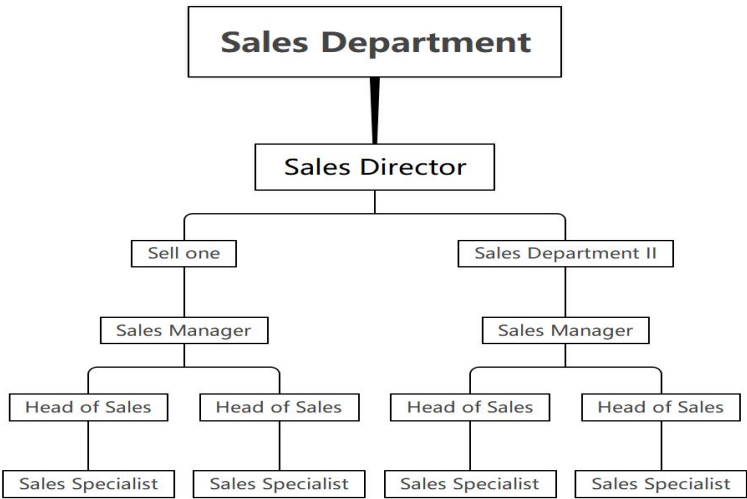 Sales Department
Sales Director
Sell one
Sales Department II
Sales Manager
Sales Manager
Head of Sales
Head of Sales
Head of Sales
Head of Sales
Sales Specialist
Sales Specialist
Sales Specialist
Sales Specialist